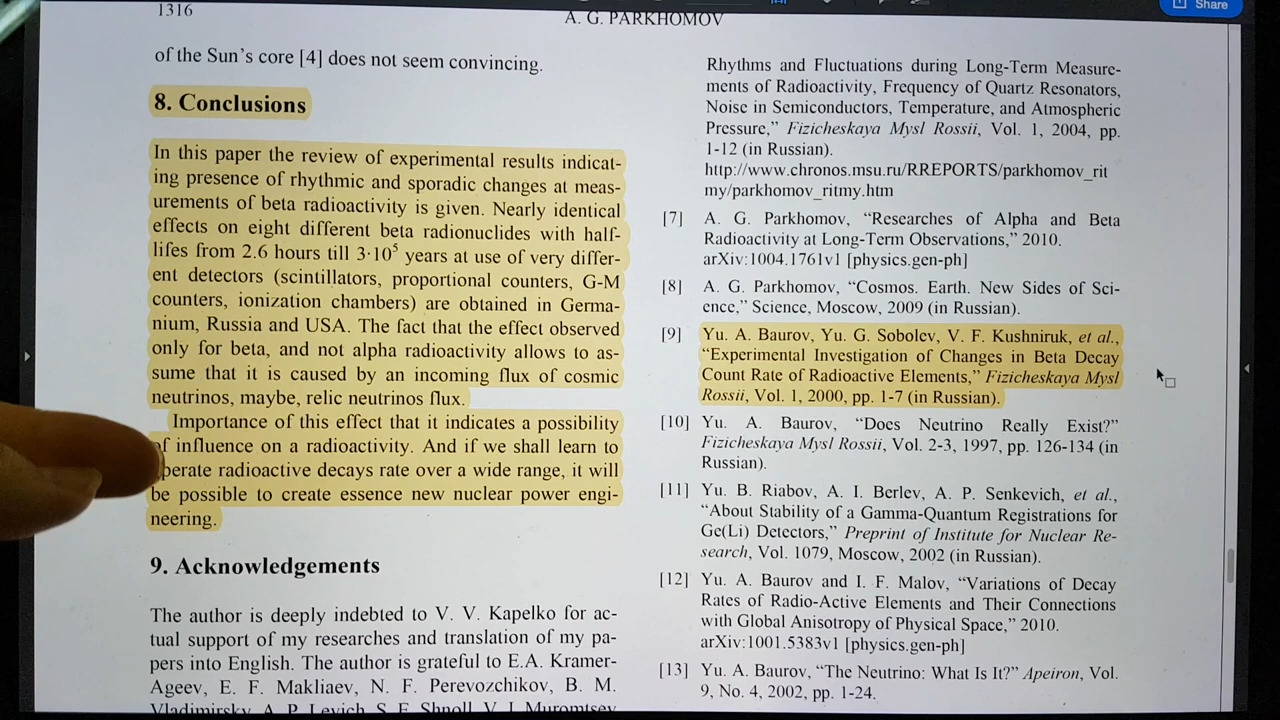 Share
1316
A. G. PARKHOMOV
of the Sun's core [4] does not seem convincing.
8. Conclusions
In this paper the review of experimental results indicat-
ing presence of rhythmic and sporadic changes at meas-
urements of beta radioactivity is given. Nearly identical
effects on eight different beta radionuclides with half-
lifes from 2.6 hours till 3·10⁵ years at use of very differ-
ent detectors (scintillators, proportional counters, G-M
counters, ionization chambers) are obtained in Germa-
nium, Russia and USA. The fact that the effect observed
only for beta, and not alpha radioactivity allows to as-
sume that it is caused by an incoming flux of cosmic
neutrinos, maybe, relic neutrinos flux.
Importance of this effect that it indicates a possibility
of influence on a radioactivity. And if we shall learn to
perate radioactive decays rate over a wide range, it will
be possible to create essence new nuclear power engi-
neering.
9. Acknowledgements
The author is deeply indebted to V. V. Kapelko for ac-
tual support of my researches and translation of my pa-
pers into English. The author is grateful to E.A. Kramer-
Ageev, E. F. Makliaev, N. F. Perevozchikov, B. M.
Vladimirsky, A. P. Levich, S. E. Shnoll, V. I. Muromtsev
Rhythms and Fluctuations during Long-Term Measure-
ments of Radioactivity, Frequency of Quartz Resonators,
Noise in Semiconductors, Temperature, and Atmospheric
Pressure," Fizicheskaya Mysl Rossii, Vol. 1, 2004, pp.
1-12 (in Russian).
http://www.chronos.msu.ru/RREPORTS/parkhomov_rit
my/parkhomov_ritmy.htm
[7] A. G. Parkhomov, "Researches of Alpha and Beta
Radioactivity at Long-Term Observations," 2010.
arXiv:1004.1761v1 [physics.gen-ph]
[8] A. G. Parkhomov, "Cosmos. Earth. New Sides of Sci-
ence," Science, Moscow, 2009 (in Russian).
[9] Yu. A. Baurov, Yu. G. Sobolev, V. F. Kushniruk, et al.,
"Experimental Investigation of Changes in Beta Decay
Count Rate of Radioactive Elements," Fizicheskaya Mysl
Rossii, Vol. 1, 2000, pp. 1-7 (in Russian).
[10] Yu. A. Baurov, "Does Neutrino Really Exist?"
Fizicheskaya Mysl Rossii, Vol. 2-3, 1997, pp. 126-134 (in
Russian).
[11] Yu. B. Riabov, A. I. Berlev, A. P. Senkevich, et al.,
"About Stability of a Gamma-Quantum Registrations for
Ge(Li) Detectors," Preprint of Institute for Nuclear Re-
search, Vol. 1079, Moscow, 2002 (in Russian).
[12] Yu. A. Baurov and I. F. Malov, "Variations of Decay
Rates of Radio-Active Elements and Their Connections
with Global Anisotropy of Physical Space," 2010.
arXiv:1001.5383v1 [physics.gen-ph]
[13] Yu. A. Baurov, "The Neutrino: What Is It?" Apeiron, Vol.
9, No. 4, 2002, pp. 1-24.